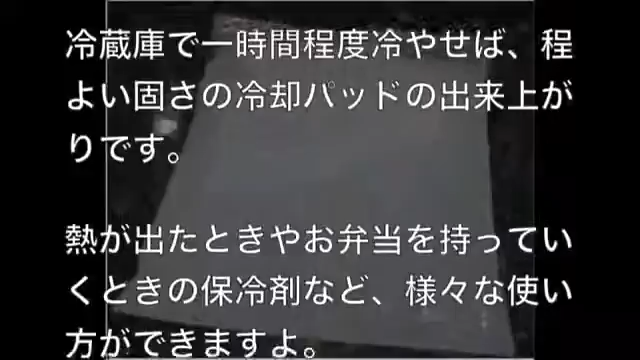 冷蔵庫で一時間程度冷やせば、程
よい固さの冷却パッドの出来上が
りです。
熱が出たときやお弁当を持ってい
くときの保冷剤など、様々な使い
方ができますよ。